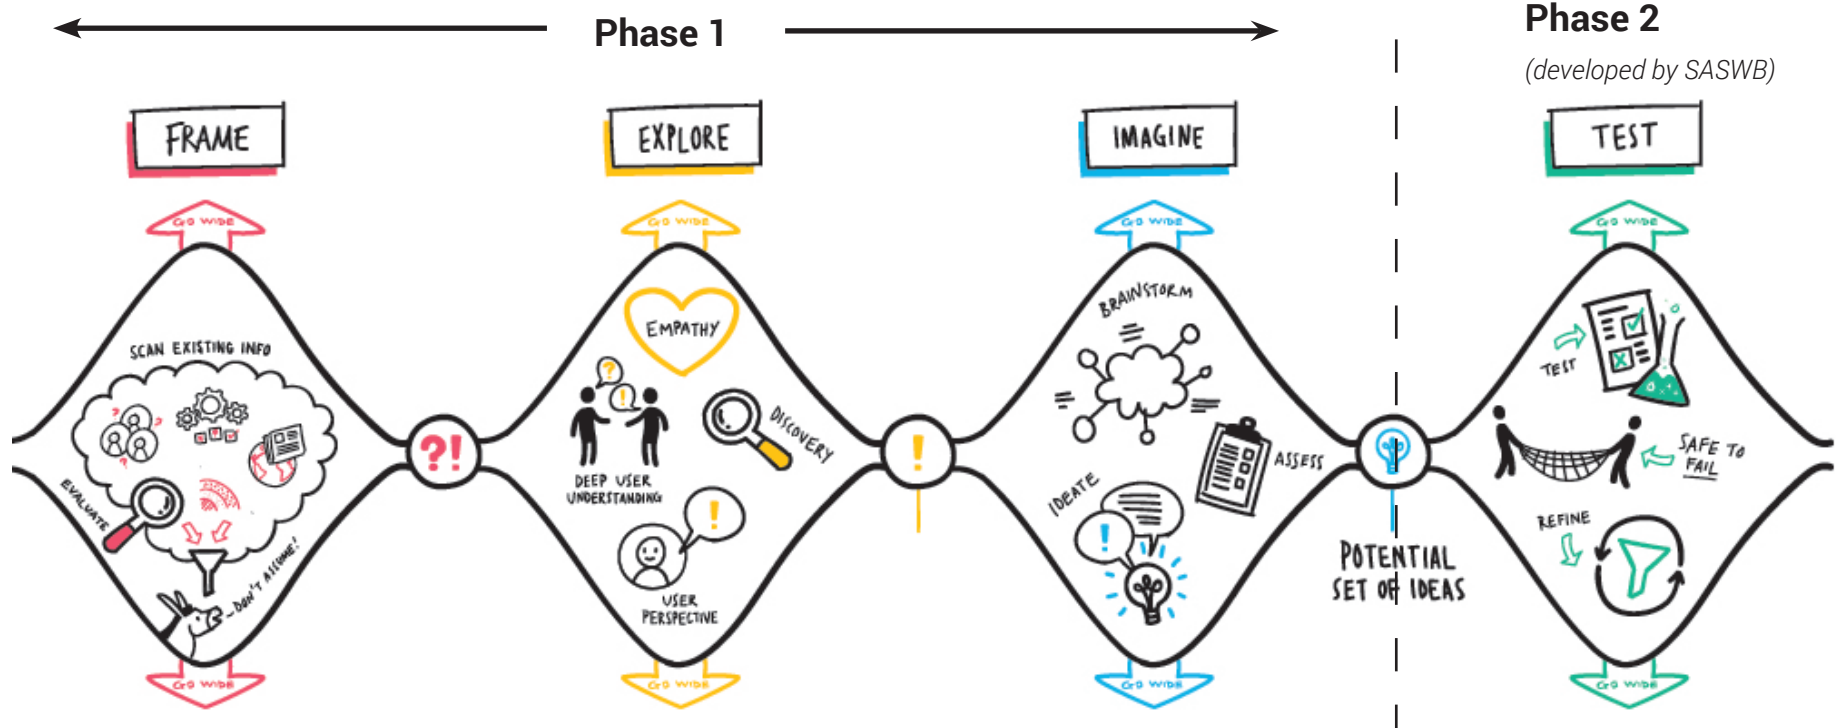 Phase 1
Phase 2
(developed by SASWB)
FRAME
EXPLORE
IMAGINE
TEST
GO WIDE
GO WIDE
GO WIDE
GO WIDE
SCAN EXISTING INFO
EVALUATE
DON'T ASSUME!
?!
EMPATHY
?
!
DISCOVERY
DEEP USER
UNDERSTANDING
!
USER
PERSPECTIVE
!
BRAINSTORM
ASSESS
IDEATE
!
POTENTIAL
SET OF IDEAS
TEST
SAFE TO
FAIL
REFINE
GO WIDE
GO WIDE
GO WIDE
GO WIDE